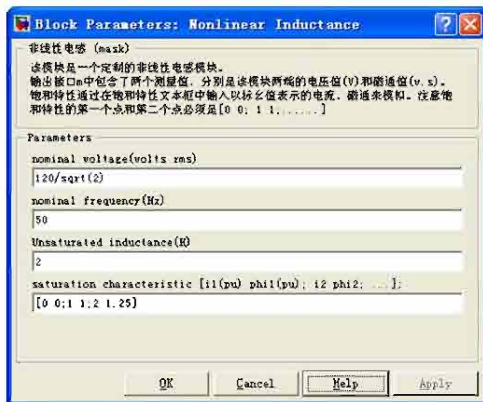 Block Parameters: Nonlinear Inductance
非线性电感 (mask)
该模块是一个定制的非线性电感模块。
输出接口m中包含了两个测量值，分别是该模块两端的电压值(V)和磁通值(v.s)。
饱和特性通过在饱和特性文本框中输入以标幺值表示的电流，磁通来模拟。注意饱
和特性的第一个点和第二个点必须是[0 0; 1 1;......]
Parameters
nominal voltage(volts rms)
120/sqrt(2)
nominal frequency(Hz)
50
Unsaturated inductance(H)
2
saturation characteristic [i1(pu) phi1(pu); i2 phi2; ...];
[0 0;1 1;2 1.25]
OK Cancel Help Apply